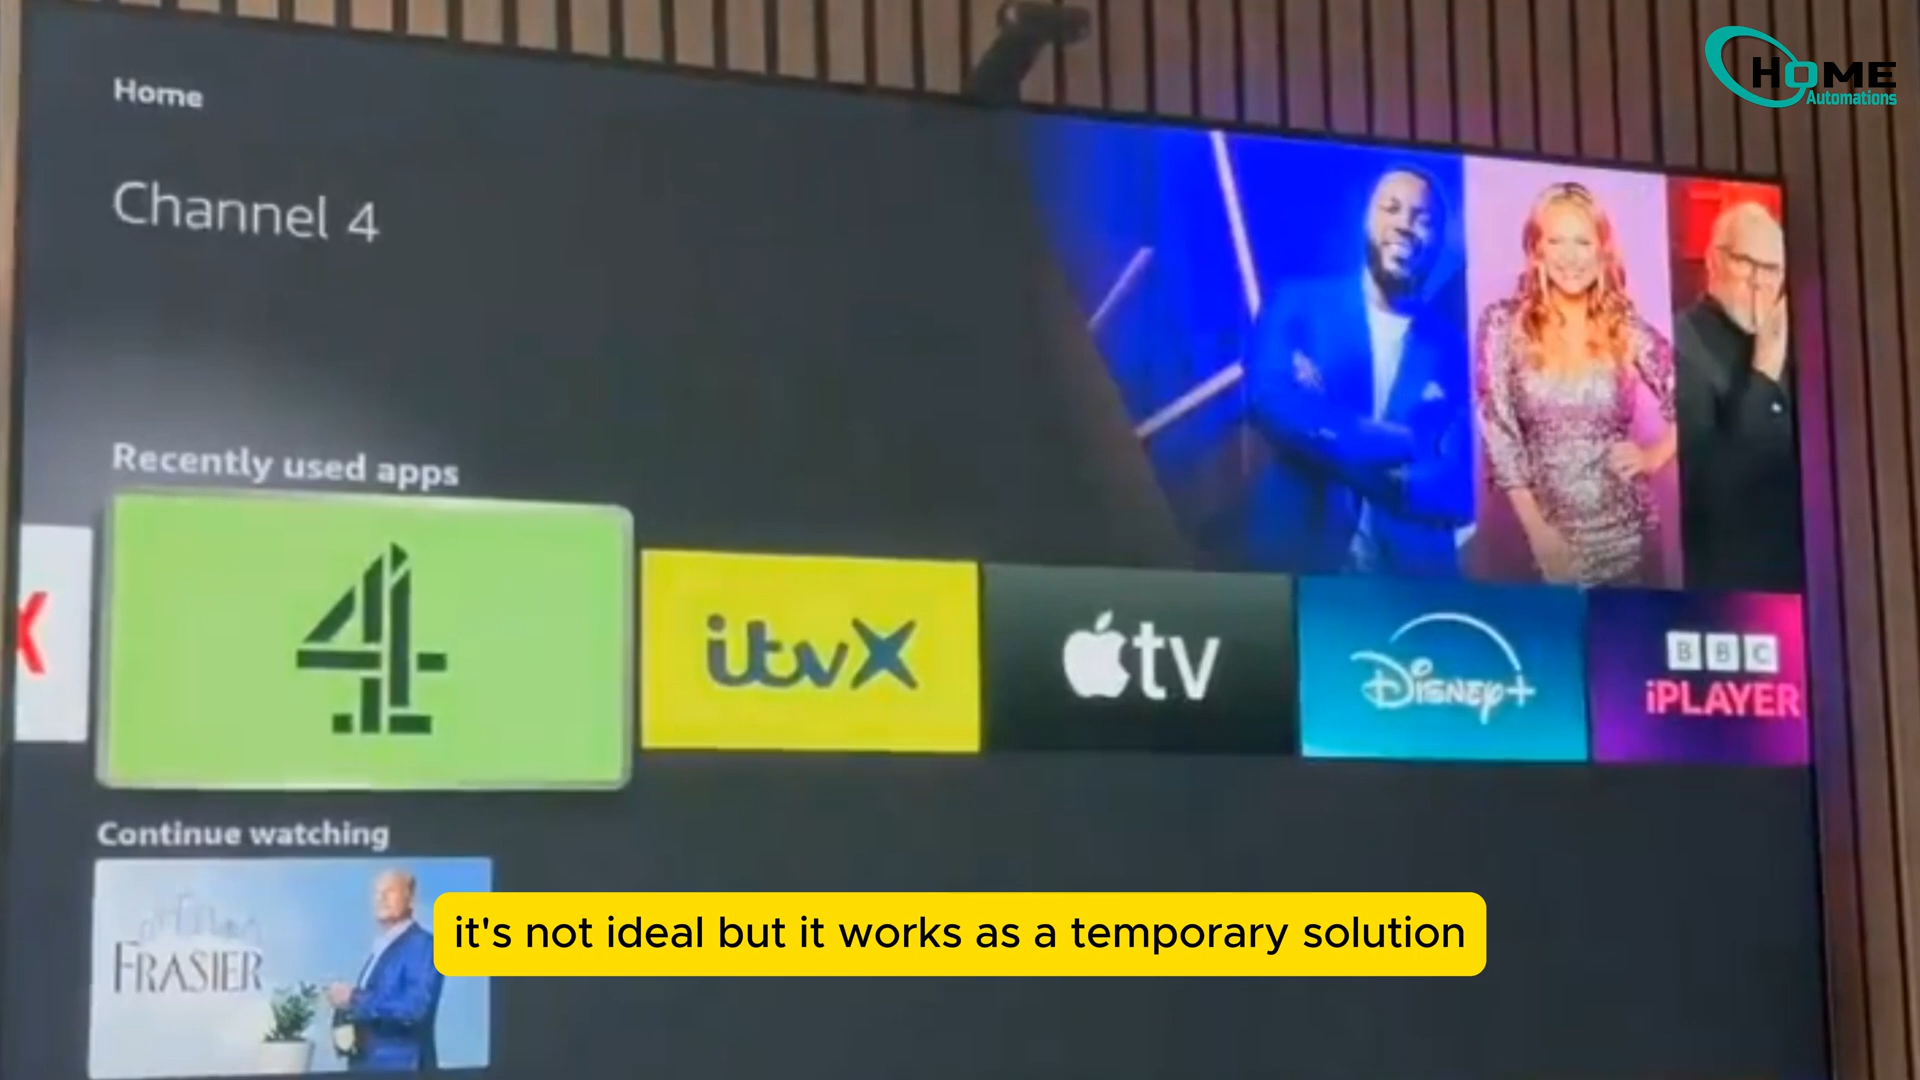 HOME
Automations
Home
Channel 4
Recently used apps
X
4
itvX
tv
Disney+
BBC
iPLAYER
Continue watching
FRASIER
it's not ideal but it works as a temporary solution